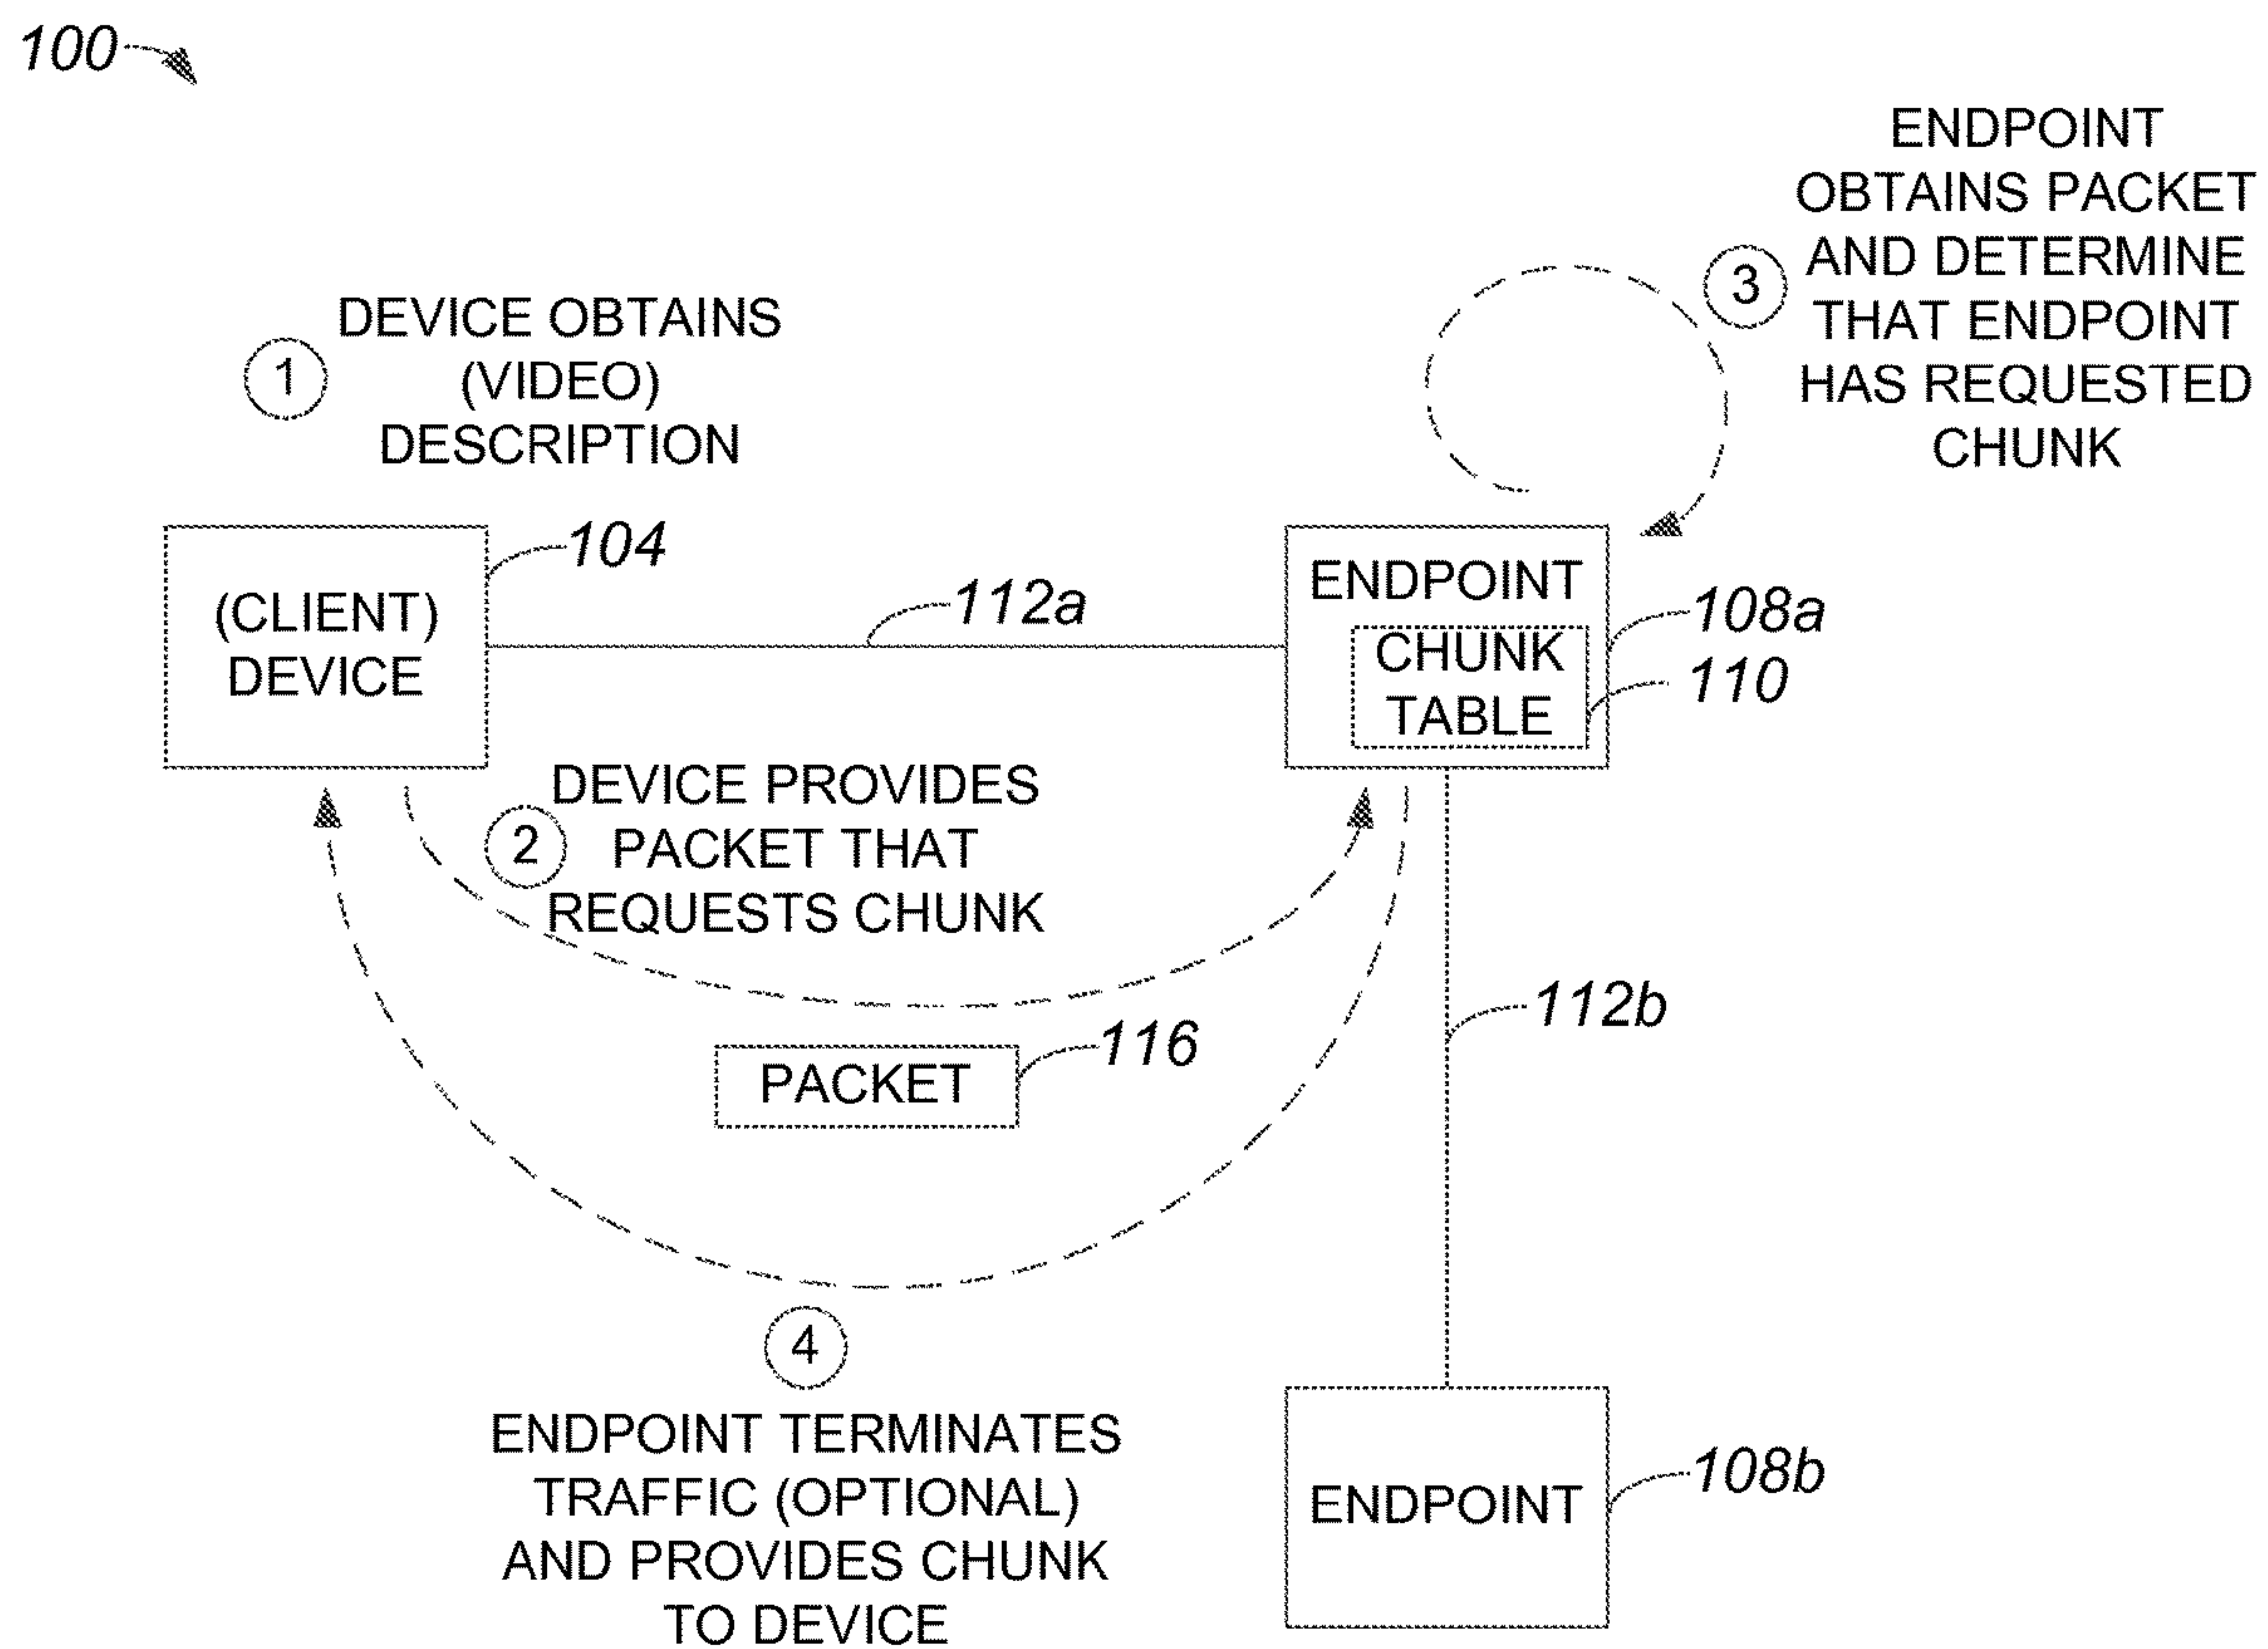 100
ENDPOINT
OBTAINS PACKET
AND DETERMINE
THAT ENDPOINT
HAS REQUESTED
CHUNK
3
DEVICE OBTAINS
(VIDEO)
DESCRIPTION
1
104
(CLIENT)
DEVICE
112a
ENDPOINT
CHUNK
TABLE
108a
110
2
DEVICE PROVIDES
PACKET THAT
REQUESTS CHUNK
112b
116
PACKET
4
ENDPOINT TERMINATES
TRAFFIC (OPTIONAL)
AND PROVIDES CHUNK
TO DEVICE
ENDPOINT
108b